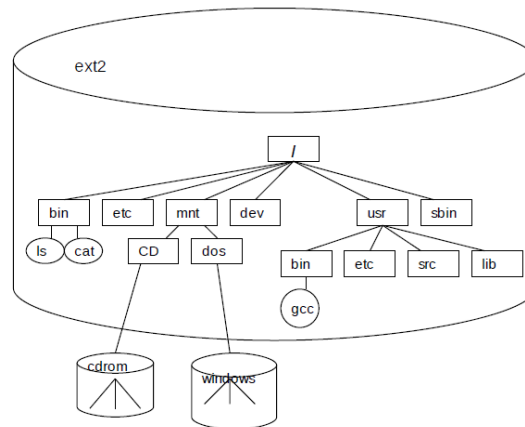 ext2
/
bin etc mnt dev usr sbin
ls cat CD dos bin etc src lib
gcc
cdrom windows